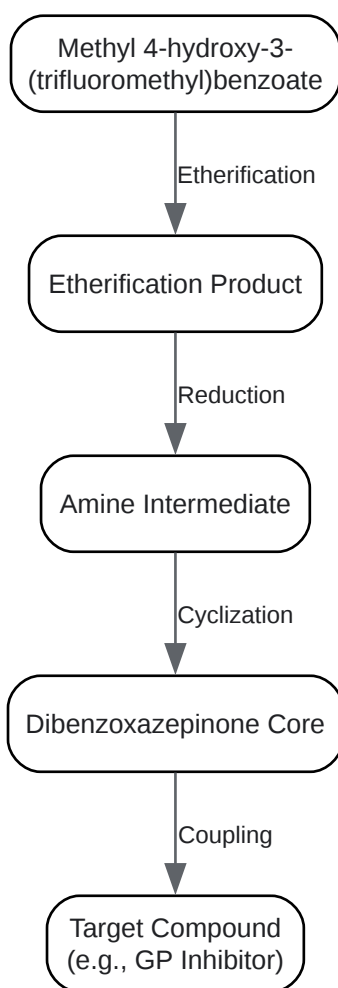 Methyl 4-hydroxy-3-
(trifluoromethyl)benzoate
Etherification
Etherification Product
Reduction
Amine Intermediate
Cyclization
Dibenzoxazepinone Core
Coupling
Target Compound
(e.g., GP Inhibitor)